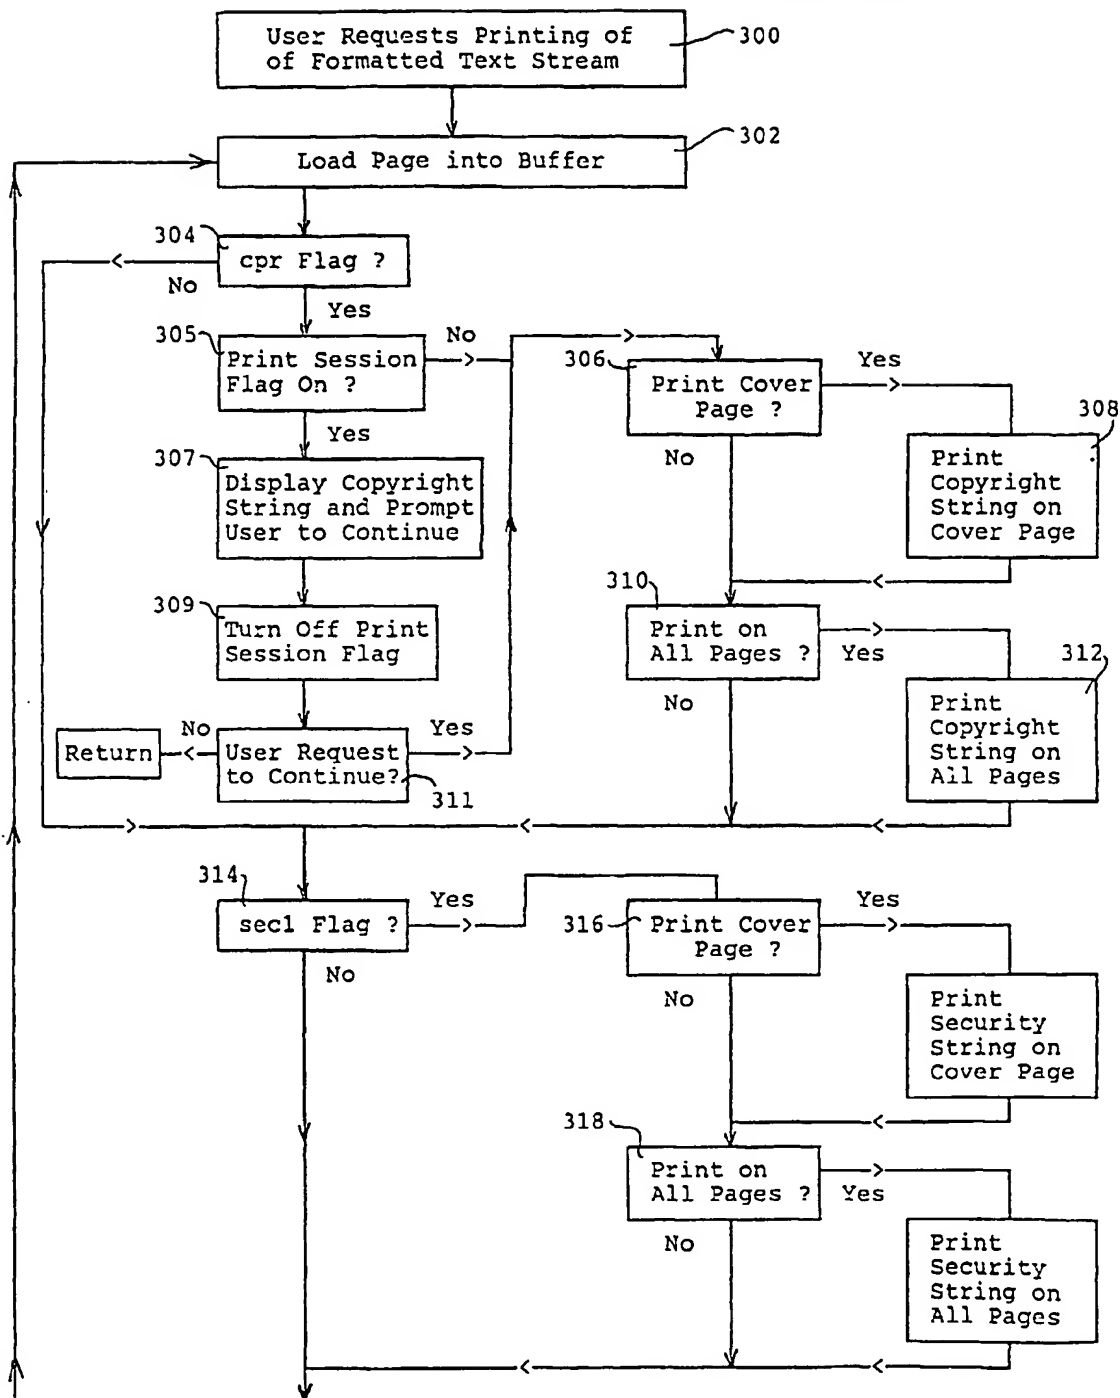 User Requests Printing of
of Formatted Text Stream
300
302
Load Page into Buffer
304
cpr Flag ?
No
Yes
305
Print Session
Flag On ?
No
Yes
306
Print Cover
Page ?
Yes
No
308
Print
Copyright
String on
Cover Page
307
Display Copyright
String and Prompt
User to Continue
309
Turn Off Print
Session Flag
310
Print on
All Pages ?
Yes
No
312
Print
Copyright
String on
All Pages
Return
No
User Request
to Continue?
Yes
311
314
sec1 Flag ?
Yes
No
316
Print Cover
Page ?
Yes
No
Print
Security
String on
Cover Page
318
Print on
All Pages ?
Yes
No
Print
Security
String on
All Pages